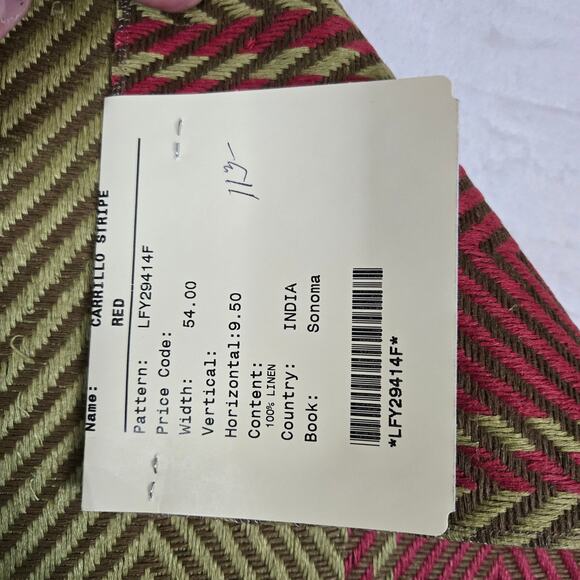 Name: CARRILLO STRIPE
RED
Pattern: LFY29414F
Price Code:
Width: 54.00
Vertical:
Horizontal:9.50
Content:
100% LINEN
Country: INDIA
Book: Sonoma
*LFY29414F*